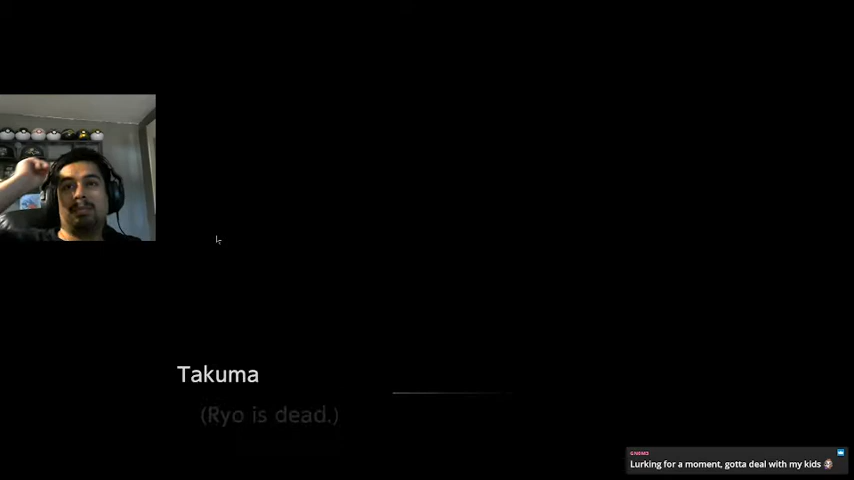 Takuma
(Ryo is dead.)
Lurking for a moment, gotta deal with my kids